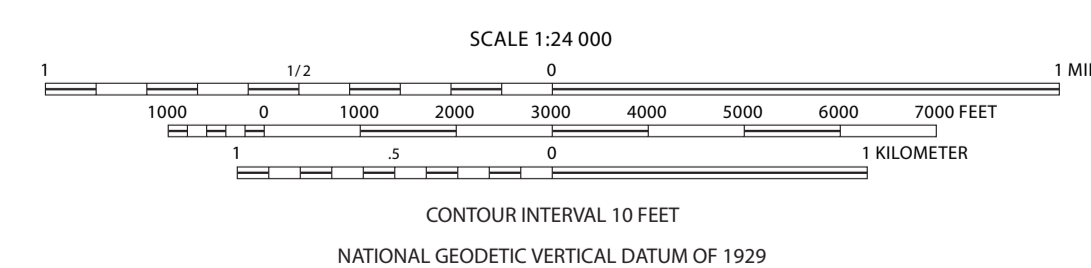 SCALE 1:24 000
1 1/2 0 1 MI
1000 0 1000 2000 3000 4000 5000 6000 7000 FEET
1 .5 0 1 KILOMETER
CONTOUR INTERVAL 10 FEET
NATIONAL GEODETIC VERTICAL DATUM OF 1929